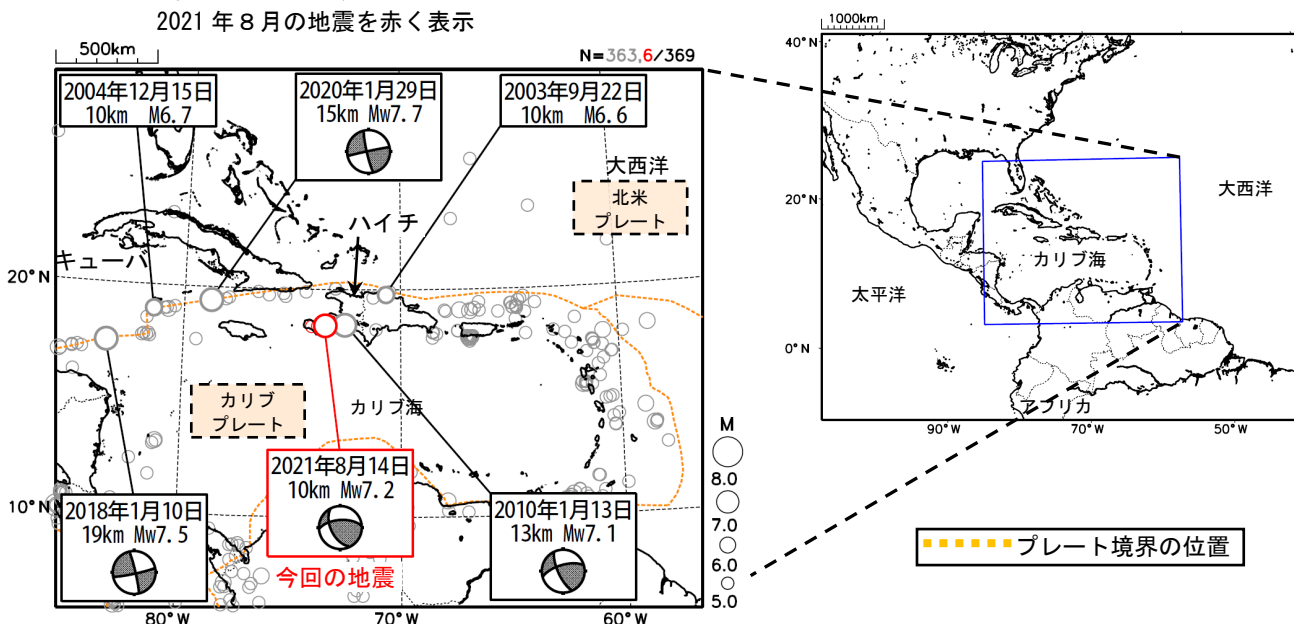 2021年8月の地震を赤く表示
500km
N=363,6/369
2004年12月15日
10km M6.7
2020年1月29日
15km Mw7.7
2003年9月22日
10km M6.6
大西洋
北米
プレート
ハイチ
キューバ
20°N
カリブ
プレート
カリブ海
10°N
2018年1月10日
19km Mw7.5
2021年8月14日
10km Mw7.2
今回の地震
2010年1月13日
13km Mw7.1
80°W
70°W
60°W
M
8.0
7.0
6.0
5.0
1000km
40°N
20°N
0°N
大西洋
カリブ海
太平洋
アフリカ
90°W
70°W
50°W
プレート境界の位置